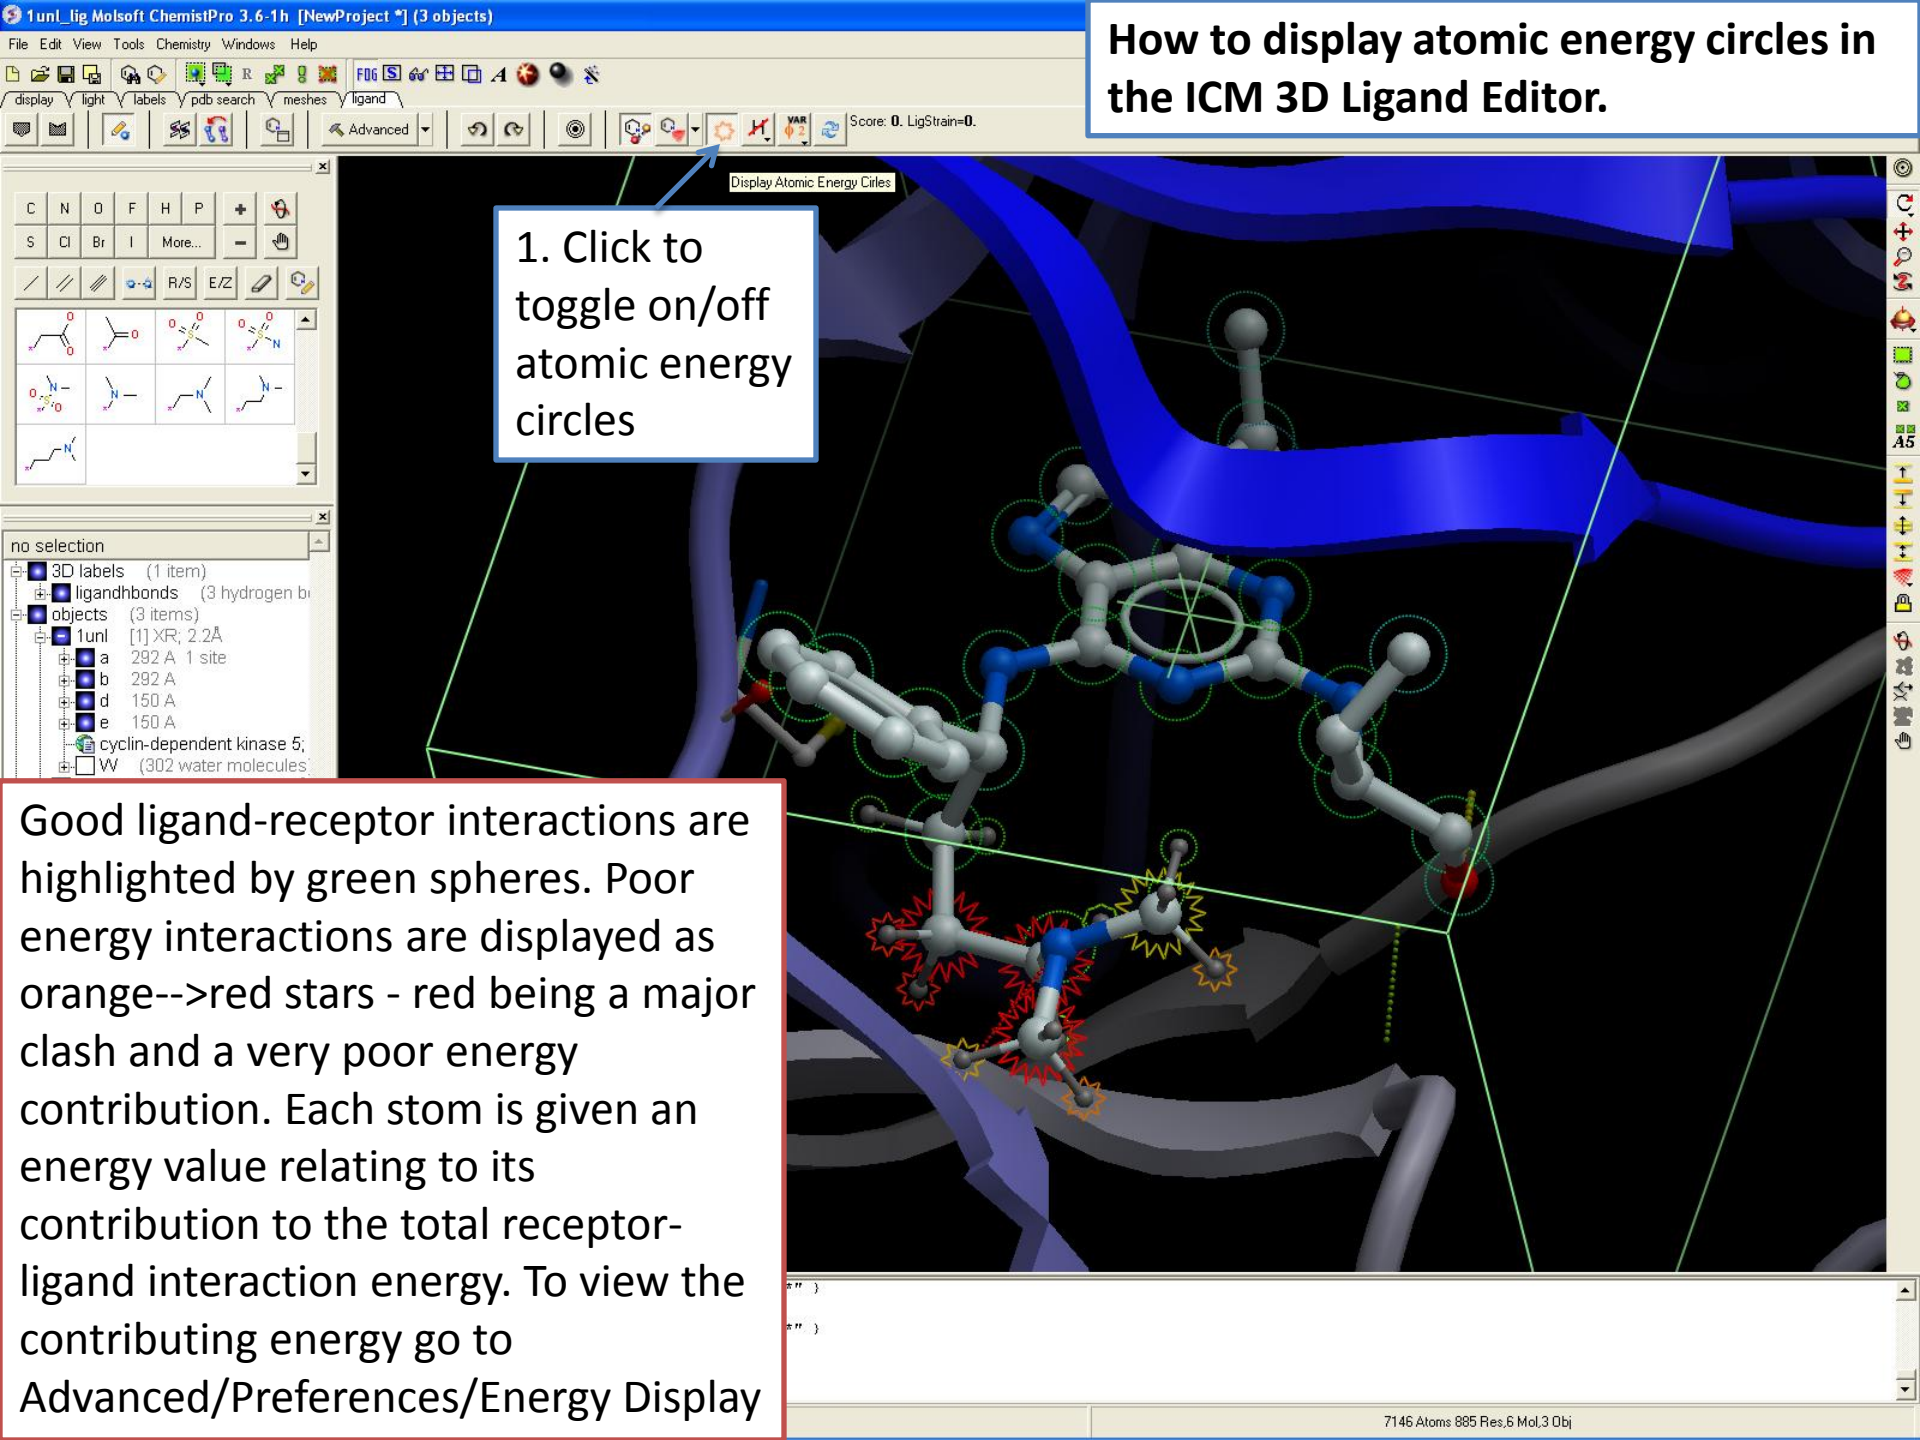 1unl_lig Molsoft ChemistPro 3.6-1h [NewProject *] (3 objects)
File Edit View Tools Chemistry Windows Help
How to display atomic energy circles in
the ICM 3D Ligand Editor.
R FOG S A
display light labels pdb search meshes ligand
Advanced VAR Score: 0. LigStrain=0.
Display Atomic Energy Cirles
C N O F H P
S Cl Br I More...
R/S E/Z
1. Click to
toggle on/off
atomic energy
circles
A5
no selection
3D labels (1 item)
ligandhbonds (3 hydrogen b
objects (3 items)
1unl [1] XR; 2.2Å
a 292 A 1 site
b 292 A
d 150 A
e 150 A
cyclin-dependent kinase 5;
W (302 water molecules
Good ligand-receptor interactions are
highlighted by green spheres. Poor
energy interactions are displayed as
orange-->red stars - red being a major
clash and a very poor energy
contribution. Each stom is given an
energy value relating to its
contribution to the total receptor-
ligand interaction energy. To view the
contributing energy go to
Advanced/Preferences/Energy Display
*" }
*" }
7146 Atoms 885 Res,6 Mol,3 Obj